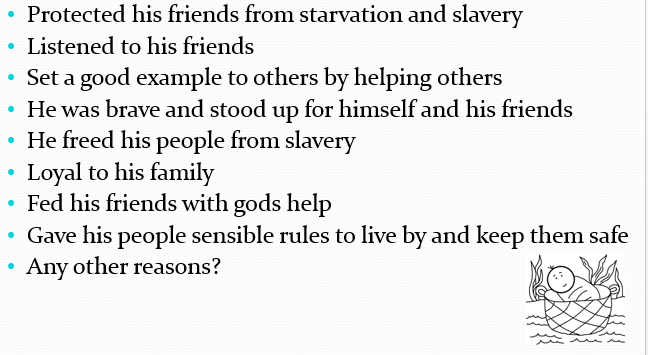 • Protected his friends from starvation and slavery
• Listened to his friends
• Set a good example to others by helping others
• He was brave and stood up for himself and his friends
• He freed his people from slavery
• Loyal to his family
• Fed his friends with gods help
• Gave his people sensible rules to live by and keep them safe
• Any other reasons?